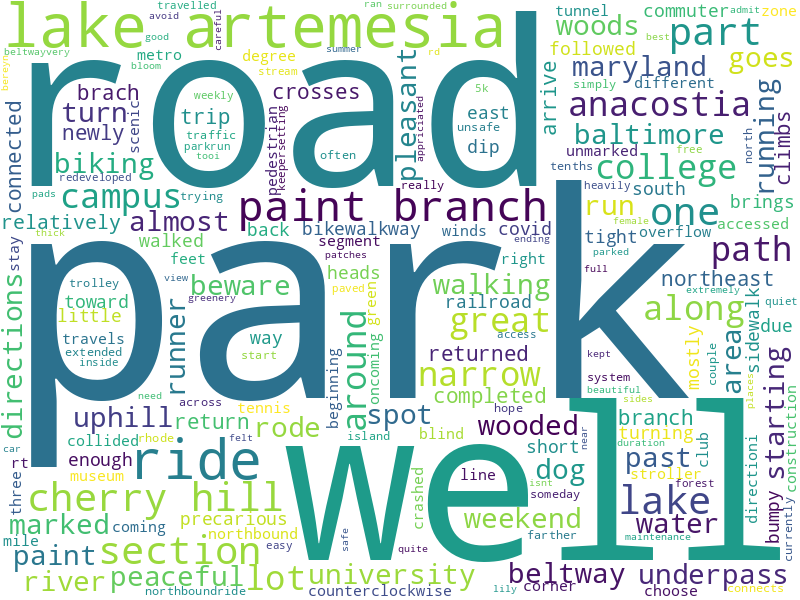 travelled
ran surrounded
avoid
good
careful
lake artemesia
tunnel
commuter
admit
zone
rd
woods
part
best
beltwayvery
metro
degree
summer
followed
goes
bloom
stream
bereyn
road
pleasant
maryland
simply
different
brach
crosses
arrive
turn
scenic
weekly
trip
5k
east
anacostia
running
climbs
connected
newly
traffic
pedestrian
keepersetting
unsafe
appriciated
dip
baltimore
parkrun
often
unmarked
free
north
biking
tooi
college
tenths
redeveloped
pads
trying
really
heavily
south
brings
campus
paint branch
run
one
female
relatively
almost
back
bikewalkway
winds
covid
tight
overflow
accessed
thick
walked
segment
ending
parked
path
stay
feet
patches
right
full
view
heads
walking
northeast
trolley
beware
railroad
extremely
quiet
directions
toward
greenery
paved
green
oncoming
great
access
along
sidewalk
due
little
runner
way
park
travels
start
around
returned
kept
mostly
area
extended
inside
beginning
narrow
system
couple
need
across
completed
beautiful
places
uphill
tennis
spot
hope
wooded
sides
car
collided
return
rode
island
blind
branch
starting
construction
rhode
felt
well
near
short
duration
turning
club
rt
enough
ride
dog
isnt
past
directioni
bumpy
three
museum
crashed
line
forest
stroller
cherry hill
someday
lake
currently
marked
precarious
weekend
water
coming
northbound
safe
mile
easy
quite
farther
maintenance
paint
section
river
peaceful
lot
university
beltway
underpass
northboundride
counterclockwise
lily
corner
choose
connects